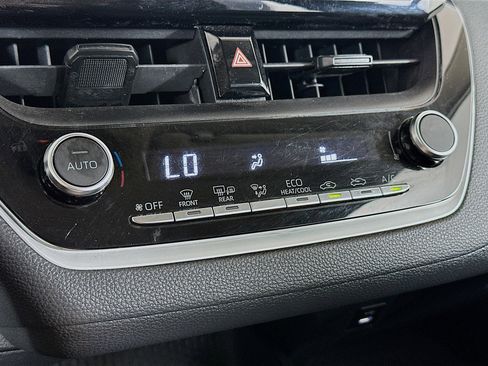 AUTO
LO
OFF
FRONT
REAR
ECO
HEAT/COOL
A/C